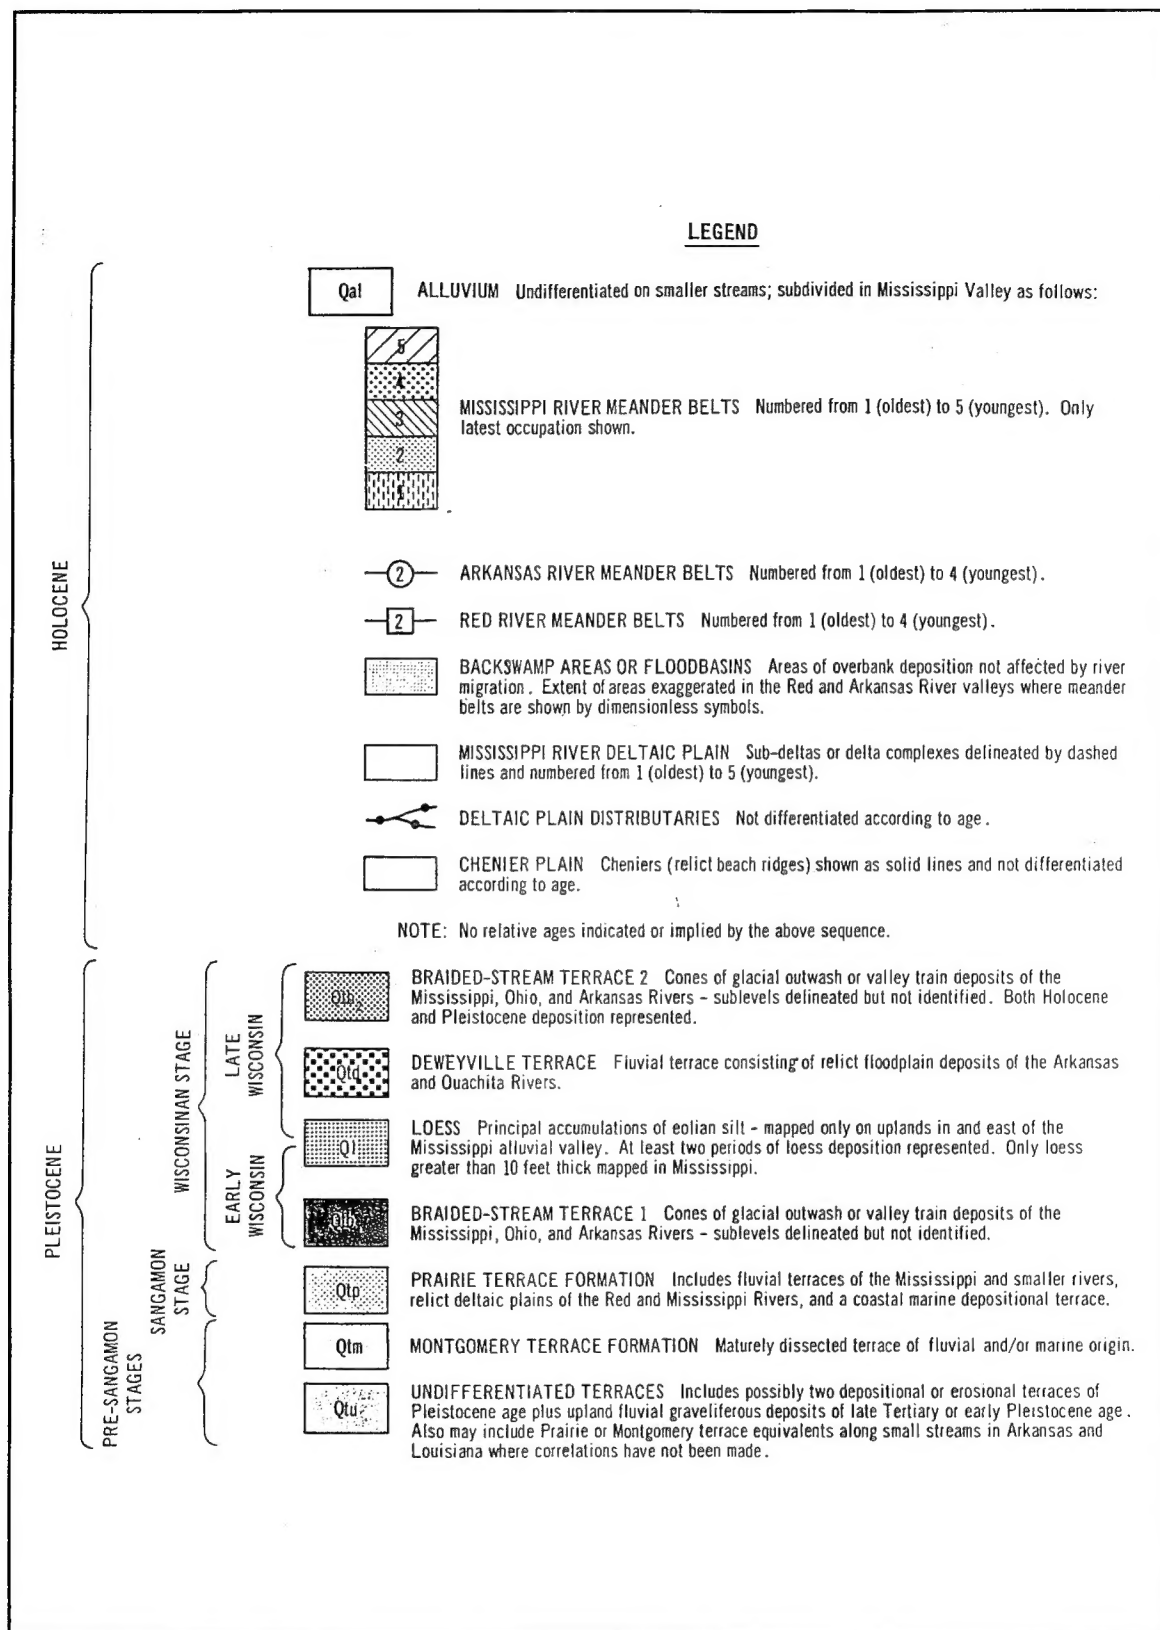 LEGEND
Qal ALLUVIUM Undifferentiated on smaller streams; subdivided in Mississippi Valley as follows:
5
4
3
2
1
MISSISSIPPI RIVER MEANDER BELTS Numbered from 1 (oldest) to 5 (youngest). Only
latest occupation shown.
2 ARKANSAS RIVER MEANDER BELTS Numbered from 1 (oldest) to 4 (youngest).
2 RED RIVER MEANDER BELTS Numbered from 1 (oldest) to 4 (youngest).
BACKSWAMP AREAS OR FLOODBASINS Areas of overbank deposition not affected by river
migration. Extent of areas exaggerated in the Red and Arkansas River valleys where meander
belts are shown by dimensionless symbols.
MISSISSIPPI RIVER DELTAIC PLAIN Sub-deltas or delta complexes delineated by dashed
lines and numbered from 1 (oldest) to 5 (youngest).
DELTAIC PLAIN DISTRIBUTARIES Not differentiated according to age.
CHENIER PLAIN Cheniers (relict beach ridges) shown as solid lines and not differentiated
according to age.
NOTE: No relative ages indicated or implied by the above sequence.
HOLOCENE
BRAIDED-STREAM TERRACE 2 Cones of glacial outwash or valley train deposits of the
Mississippi, Ohio, and Arkansas Rivers - sublevels delineated but not identified. Both Holocene
and Pleistocene deposition represented.
Qtd DEWEYVILLE TERRACE Fluvial terrace consisting of relict floodplain deposits of the Arkansas
and Ouachita Rivers.
Ql LOESS Principal accumulations of eolian silt - mapped only on uplands in and east of the
Mississippi alluvial valley. At least two periods of loess deposition represented. Only loess
greater than 10 feet thick mapped in Mississippi.
BRAIDED-STREAM TERRACE 1 Cones of glacial outwash or valley train deposits of the
Mississippi, Ohio, and Arkansas Rivers - sublevels delineated but not identified.
Qtp PRAIRIE TERRACE FORMATION Includes fluvial terraces of the Mississippi and smaller rivers,
relict deltaic plains of the Red and Mississippi Rivers, and a coastal marine depositional terrace.
Qtm MONTGOMERY TERRACE FORMATION Maturely dissected terrace of fluvial and/or marine origin.
Qtu UNDIFFERENTIATED TERRACES Includes possibly two depositional or erosional terraces of
Pleistocene age plus upland fluvial graveliferous deposits of late Tertiary or early Pleistocene age.
Also may include Prairie or Montgomery terrace equivalents along small streams in Arkansas and
Louisiana where correlations have not been made.
PLEISTOCENE
WISCONSINAN STAGE
LATE
WISCONSIN
EARLY
WISCONSIN
SANGAMON
STAGE
PRE-SANGAMON
STAGES